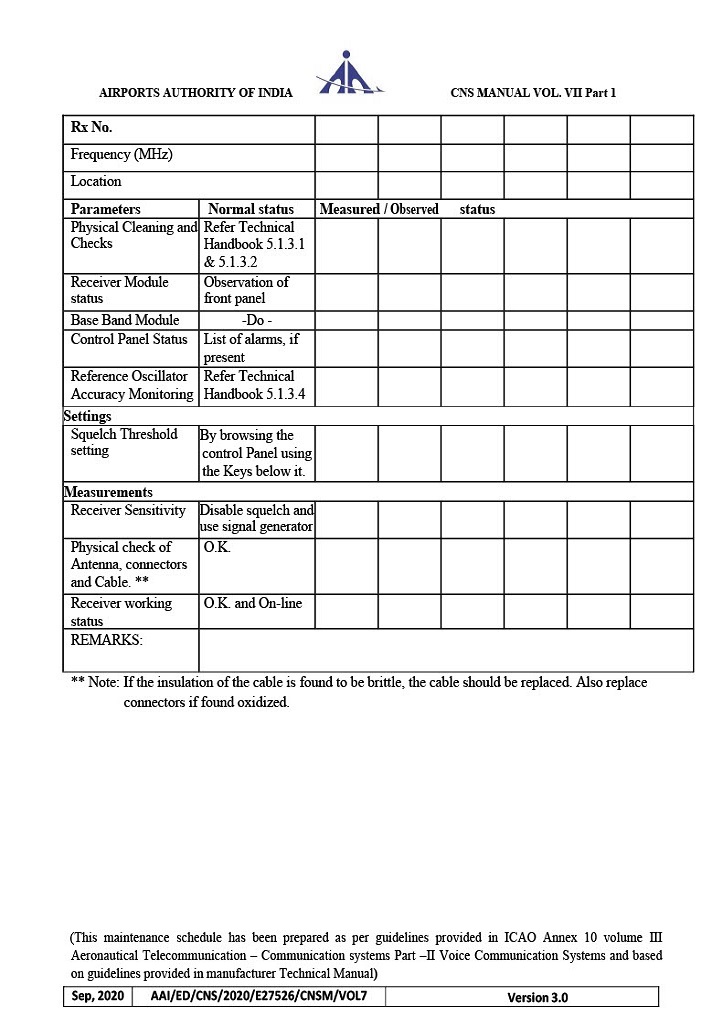 AIRPORTS AUTHORITY OF INDIA CNS MANUAL VOL. VII Part 1
Rx No.
Frequency (MHz)
Location
Parameters Normal status Measured / Observed status
Physical Cleaning and Refer Technical
Checks Handbook 5.1.3.1
& 5.1.3.2
Receiver Module Observation of
status front panel
Base Band Module -Do -
Control Panel Status List of alarms, if
present
Reference Oscillator Refer Technical
Accuracy Monitoring Handbook 5.1.3.4
Settings
Squelch Threshold By browsing the
setting control Panel using
the Keys below it.
Measurements
Receiver Sensitivity Disable squelch and
use signal generator
Physical check of O.K.
Antenna, connectors
and Cable. **
Receiver working O.K. and On-line
status
REMARKS:
** Note: If the insulation of the cable is found to be brittle, the cable should be replaced. Also replace
connectors if found oxidized.
(This maintenance schedule has been prepared as per guidelines provided in ICAO Annex 10 volume III
Aeronautical Telecommunication – Communication systems Part –II Voice Communication Systems and based
on guidelines provided in manufacturer Technical Manual)
Sep, 2020 AAI/ED/CNS/2020/E27526/CNSM/VOL7 Version 3.0